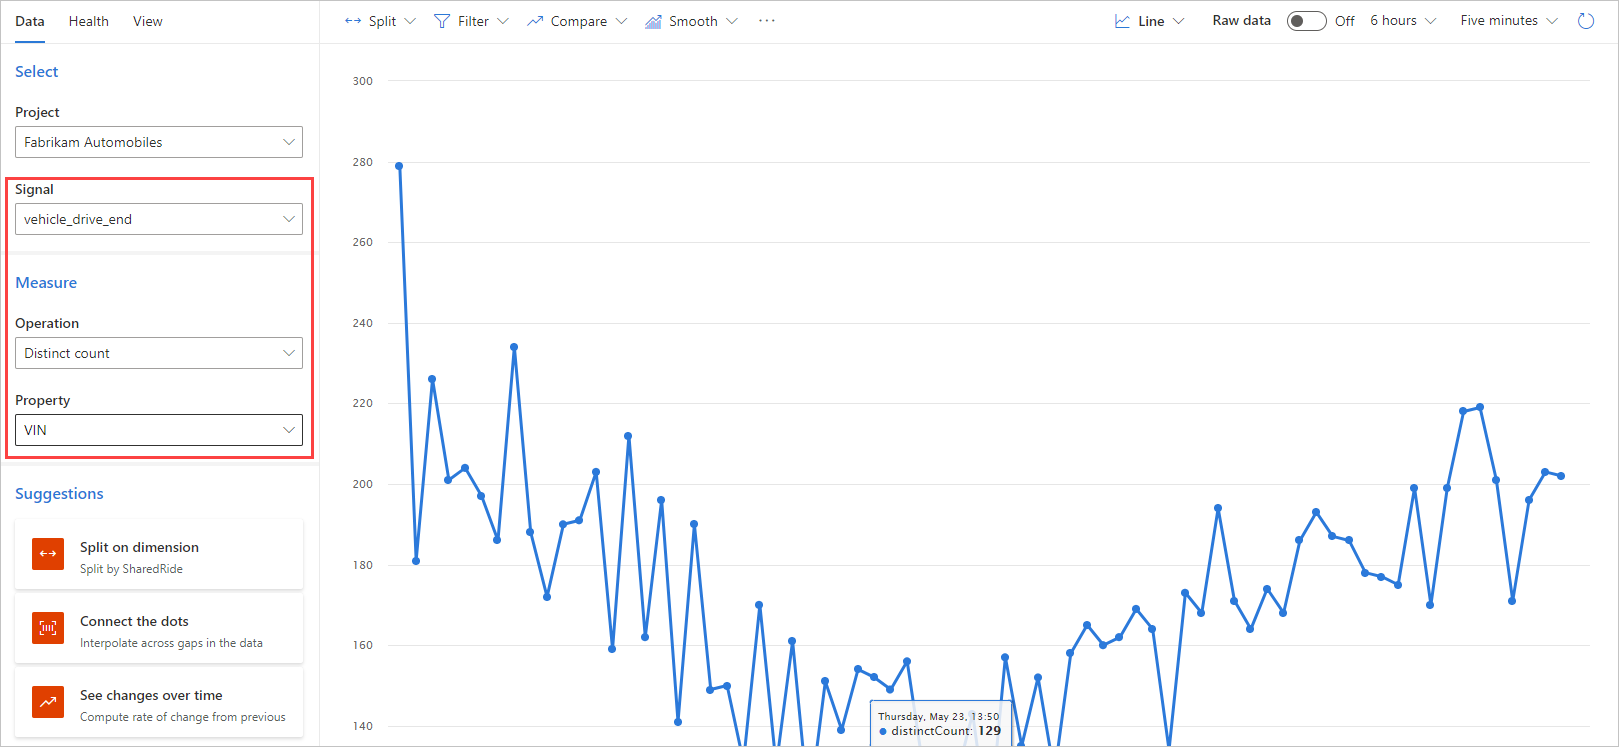 Data Health View
Split Filter Compare Smooth ···
Line Raw data Off 6 hours Five minutes
Select
Project
Fabrikam Automobiles
Signal
vehicle_drive_end
Measure
Operation
Distinct count
Property
VIN
Suggestions
Split on dimension
Split by SharedRide
Connect the dots
Interpolate across gaps in the data
See changes over time
Compute rate of change from previous
300
280
260
240
220
200
180
160
140
Thursday, May 23, 13:50
distinctCount: 129